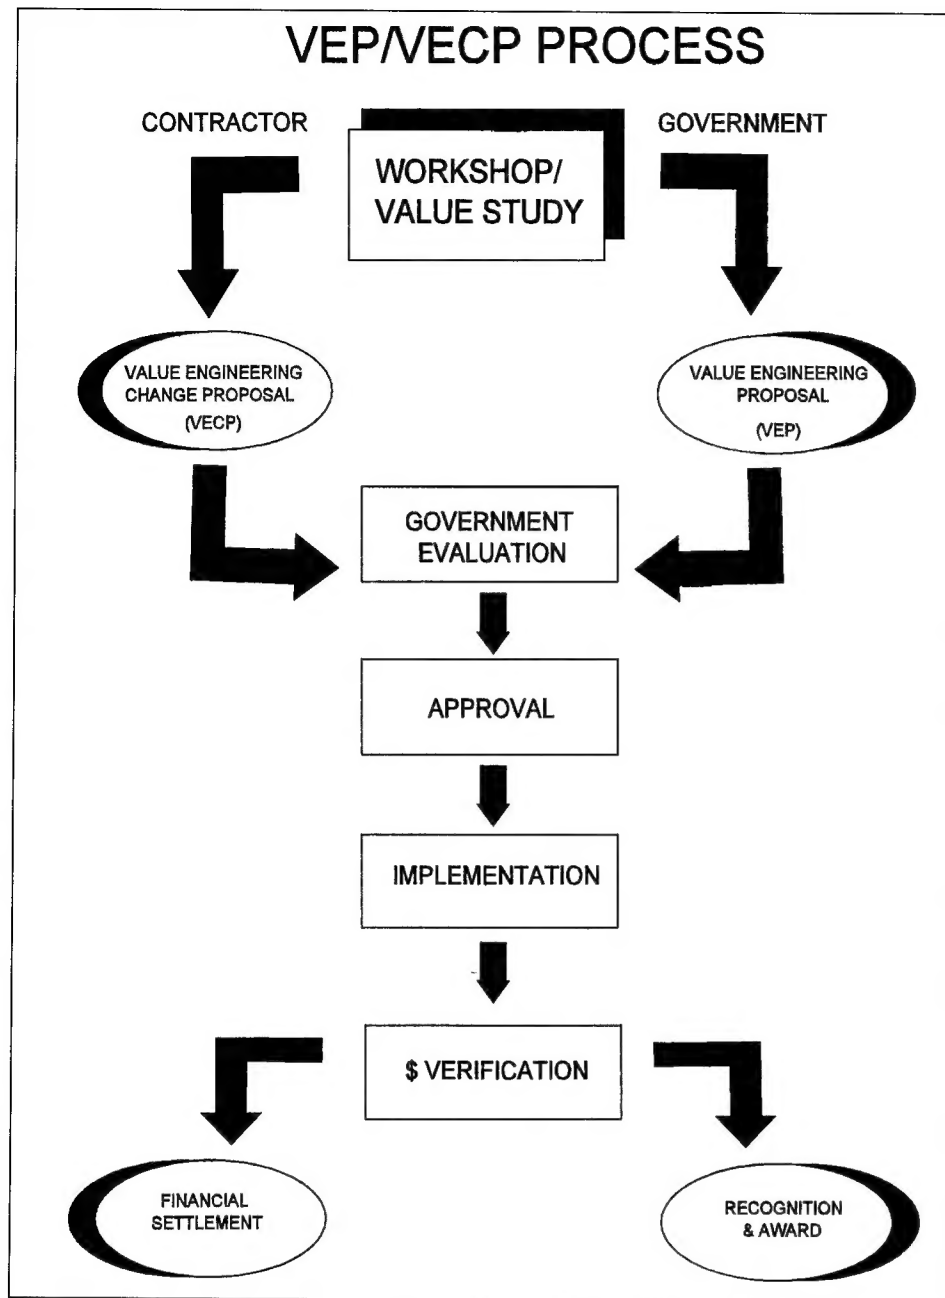 VEP/VECP PROCESS
CONTRACTOR
GOVERNMENT
WORKSHOP/
VALUE STUDY
VALUE ENGINEERING
CHANGE PROPOSAL
(VECP)
VALUE ENGINEERING
PROPOSAL
(VEP)
GOVERNMENT
EVALUATION
APPROVAL
IMPLEMENTATION
$ VERIFICATION
FINANCIAL
SETTLEMENT
RECOGNITION
& AWARD